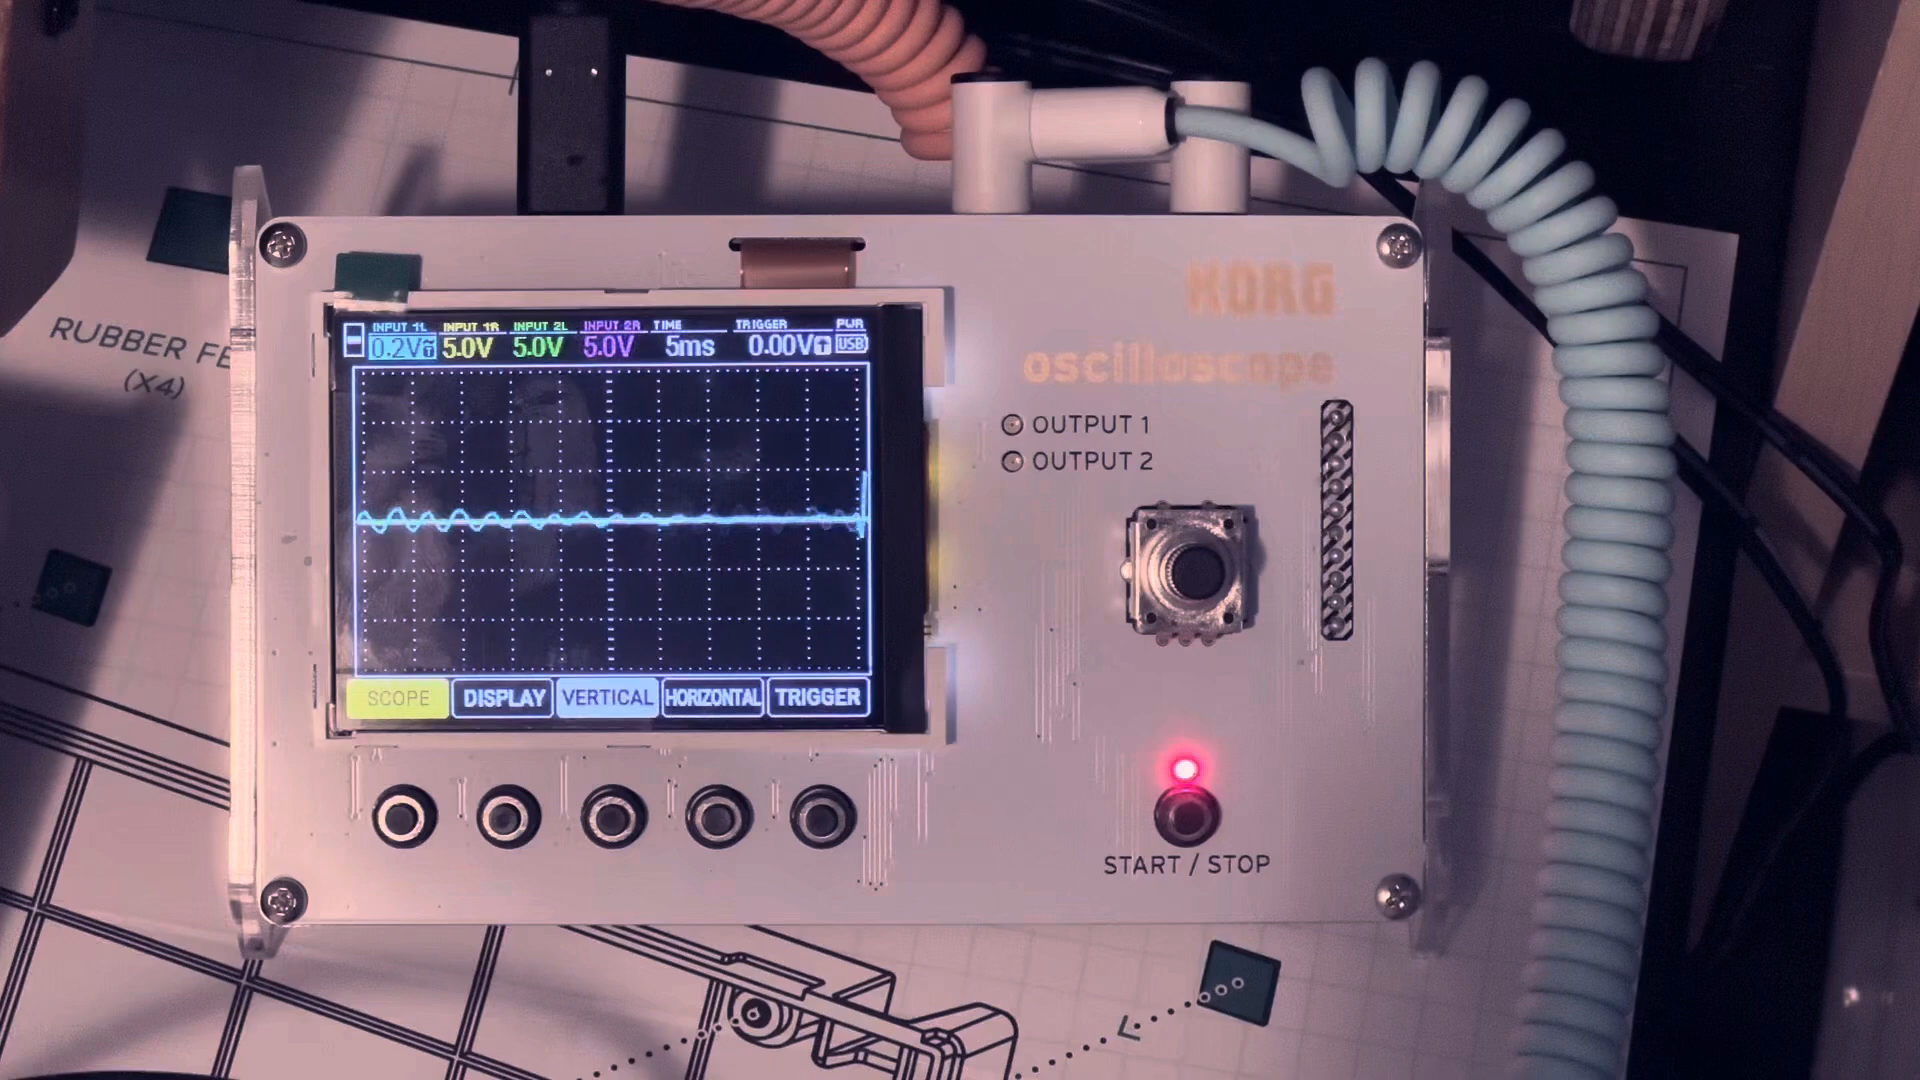 RUBBER FE
(X4)
INPUT 1L INPUT 1R INPUT 2L INPUT 2R TIME TRIGGER PWR
0.2V 5.0V 5.0V 5.0V 5ms 0.00V USB
SCOPE DISPLAY VERTICAL HORIZONTAL TRIGGER
KORG
oscilloscope
OUTPUT 1
OUTPUT 2
START / STOP